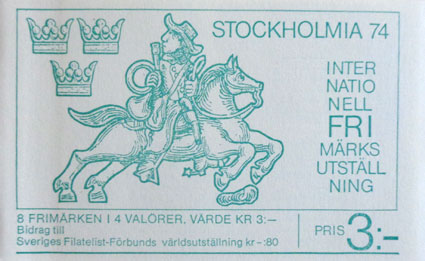 STOCKHOLMIA 74
INTER
NATIO
NELL
FRI
MÄRKS
UTSTÄLL
NING
8 FRIMÄRKEN I 4 VALÖRER. VÄRDE KR 3:—
Bidrag till
Sveriges Filatelist-Förbunds världsutställning kr –:80
PRIS 3:–